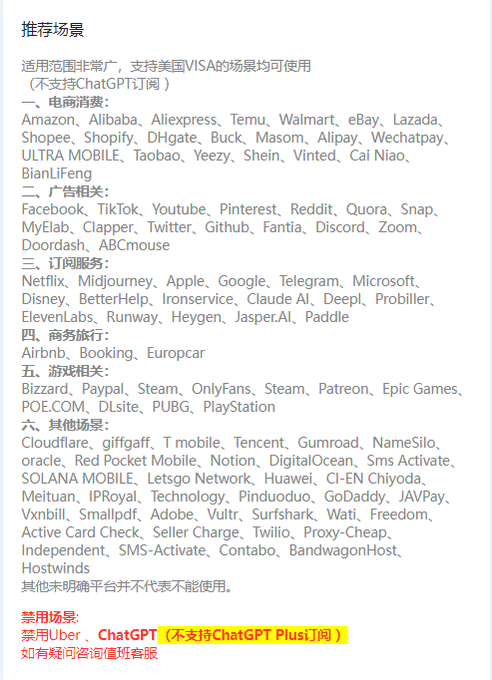 推荐场景
适用范围非常广，支持美国VISA的场景均可使用
（不支持ChatGPT订阅 ）
一、电商消费：
Amazon、Alibaba、Aliexpress、Temu、Walmart、eBay、Lazada、
Shopee、Shopify、DHgate、Buck、Masom、Alipay、Wechatpay、
ULTRA MOBILE、Taobao、Yeezy、Shein、Vinted、Cai Niao、
BianLiFeng
二、广告相关：
Facebook、TikTok、Youtube、Pinterest、Reddit、Quora、Snap、
MyElab、Clapper、Twitter、Github、Fantia、Discord、Zoom、
Doordash、ABCmouse
三、订阅服务：
Netflix、Midjourney、Apple、Google、Telegram、Microsoft、
Disney、BetterHelp、Ironservice、Claude AI、Deepl、Probiller、
ElevenLabs、Runway、Heygen、Jasper.AI、Paddle
四、商务旅行：
Airbnb、Booking、Europcar
五、游戏相关：
Bizzard、Paypal、Steam、OnlyFans、Steam、Patreon、Epic Games、
POE.COM、DLsite、PUBG、PlayStation
六、其他场景：
Cloudflare、giffgaff、T mobile、Tencent、Gumroad、NameSilo、
oracle、Red Pocket Mobile、Notion、DigitalOcean、Sms Activate、
SOLANA MOBILE、Letsgo Network、Huawei、CI-EN Chiyoda、
Meituan、IPRoyal、Technology、Pinduoduo、GoDaddy、JAVPay、
Vxnbill、Smallpdf、Adobe、Vultr、Surfshark、Wati、Freedom、
Active Card Check、Seller Charge、Twilio、Proxy-Cheap、
Independent、SMS-Activate、Contabo、BandwagonHost、
Hostwinds
其他未明确平台并不代表不能使用。
禁用场景:
禁用Uber 、ChatGPT（不支持ChatGPT Plus订阅 ）
如有疑问咨询值班客服